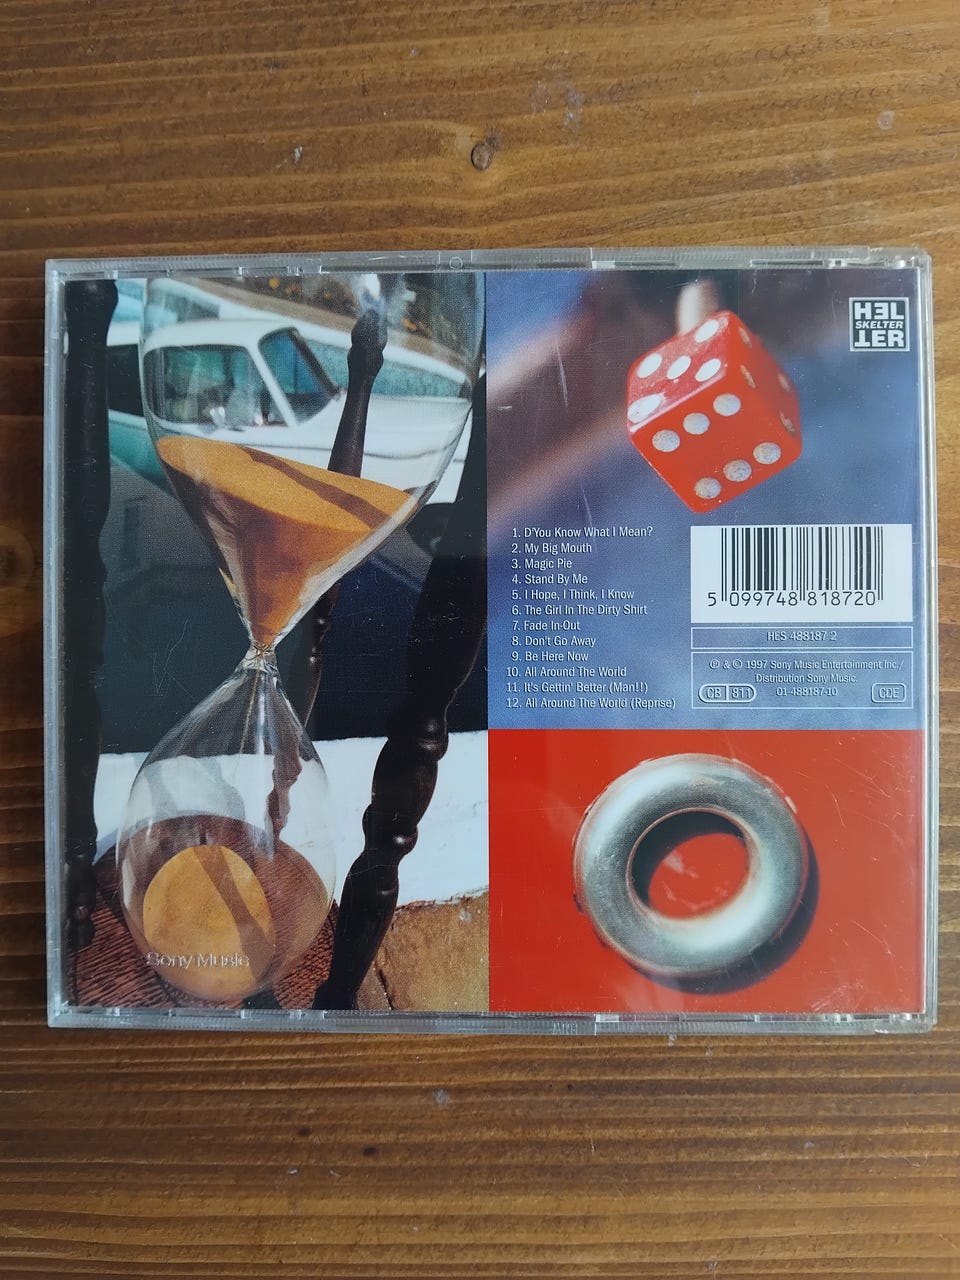 HEL
SKELTER
TER
1. D'You Know What I Mean?
2. My Big Mouth
3. Magic Pie
4. Stand By Me
5. I Hope, I Think, I Know
6. The Girl In The Dirty Shirt
7. Fade In-Out
8. Don't Go Away
9. Be Here Now
10. All Around The World
11. It's Gettin' Better (Man!!)
12. All Around The World (Reprise)
5 099748 818720
HES 488187 2
℗ & © 1997 Sony Music Entertainment Inc./
Distribution Sony Music.
01-488187-10
CB 811
CDE
Sony Music